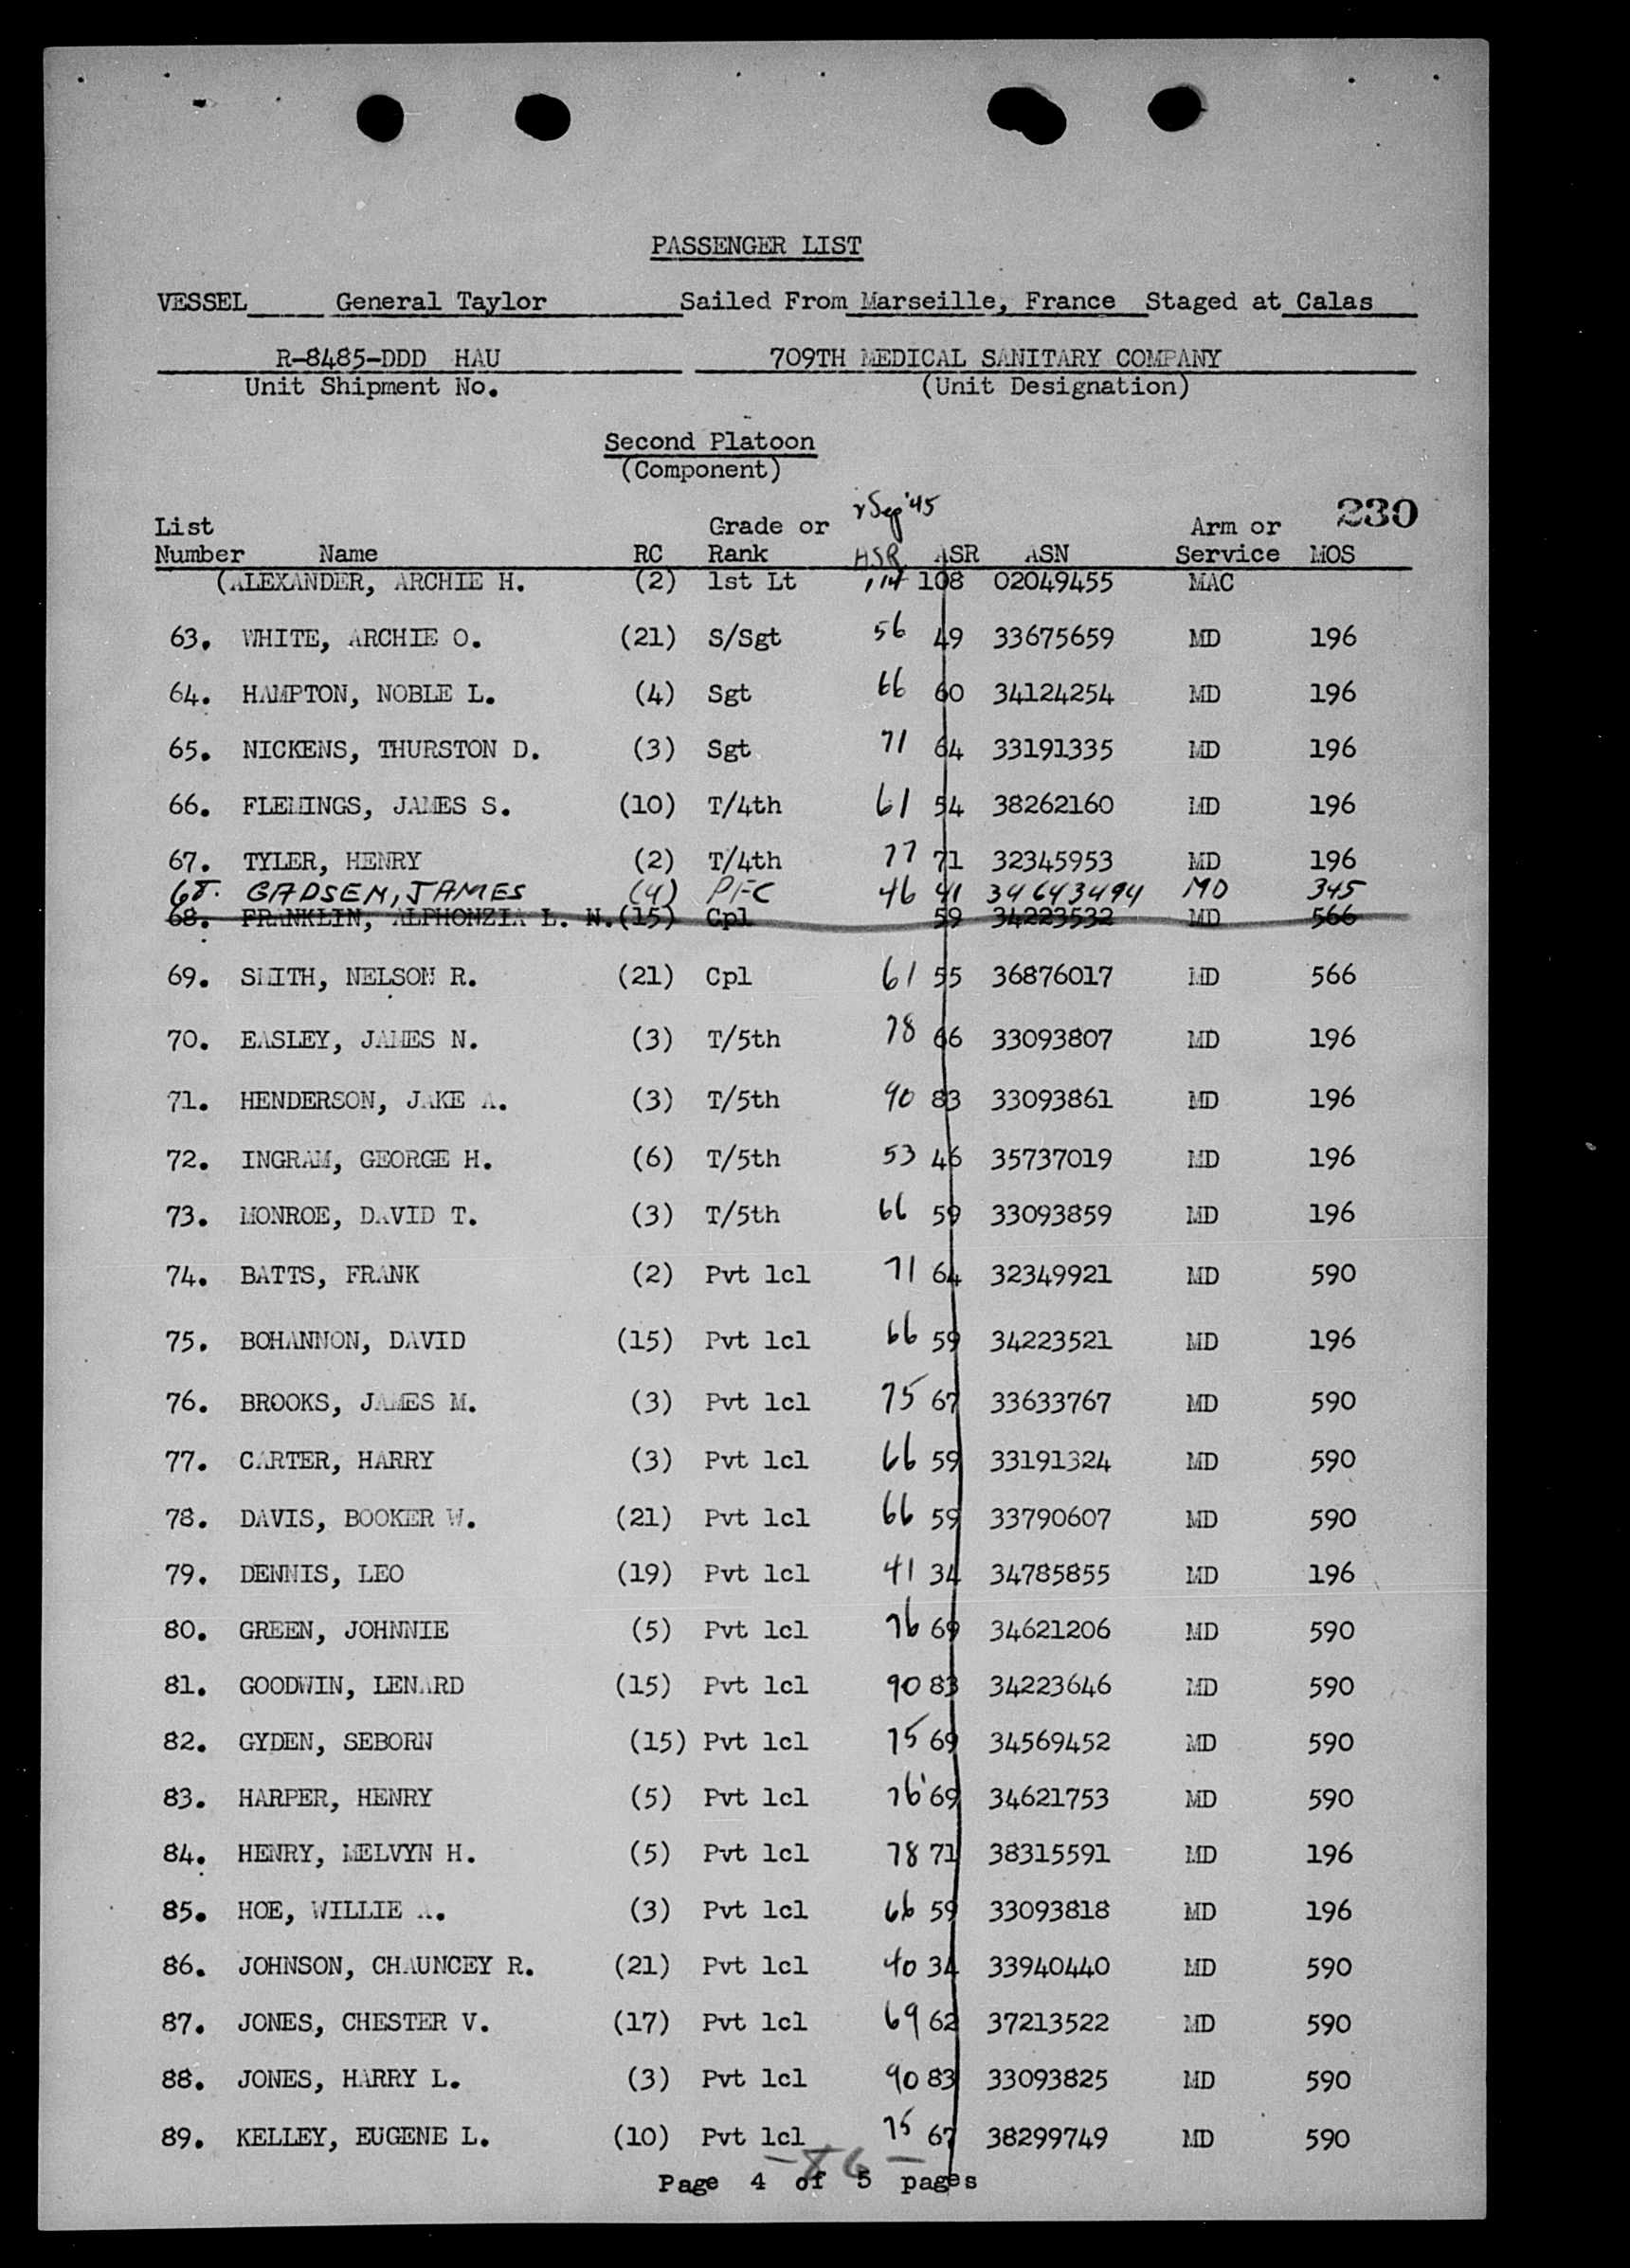 PASSENGER LIST
VESSEL General Taylor Sailed From Marseille, France Staged at Calas
R-8485-DDD HAU 709TH MEDICAL SANITARY COMPANY
Unit Shipment No. (Unit Designation)
Second Platoon
(Component)
Sep '45
230
List Grade or Arm or
Number Name RC Rank ASR ASR ASN Service MOS
(ALEXANDER, ARCHIE H. (2) 1st Lt 114 108 02049455 MAC
63. WHITE, ARCHIE O. (21) S/Sgt 56 49 33675659 MD 196
64. HAMPTON, NOBLE L. (4) Sgt 66 60 34124254 MD 196
65. NICKENS, THURSTON D. (3) Sgt 71 64 33191335 MD 196
66. FLEMINGS, JAMES S. (10) T/4th 61 54 38262160 MD 196
67. TYLER, HENRY (2) T/4th 77 71 32345953 MD 196
68. GADSEN, JAMES (4) PFC 46 41 34643494 MD 345
68. FRANKLIN, ALPHONZIA L. W. (15) Cpl 59 34223532 MD 566
69. SMITH, NELSON R. (21) Cpl 61 55 36876017 MD 566
70. EASLEY, JAMES N. (3) T/5th 78 66 33093807 MD 196
71. HENDERSON, JAKE A. (3) T/5th 90 83 33093861 MD 196
72. INGRAM, GEORGE H. (6) T/5th 53 46 35737019 MD 196
73. MONROE, DAVID T. (3) T/5th 66 59 33093859 MD 196
74. BATTS, FRANK (2) Pvt 1cl 71 64 32349921 MD 590
75. BOHANNON, DAVID (15) Pvt 1cl 66 59 34223521 MD 196
76. BROOKS, JAMES M. (3) Pvt 1cl 75 67 33633767 MD 590
77. CARTER, HARRY (3) Pvt 1cl 66 59 33191324 MD 590
78. DAVIS, BOOKER W. (21) Pvt 1cl 66 59 33790607 MD 590
79. DENNIS, LEO (19) Pvt 1cl 41 34 34785855 MD 196
80. GREEN, JOHNNIE (5) Pvt 1cl 76 69 34621206 MD 590
81. GOODWIN, LENARD (15) Pvt 1cl 90 83 34223646 MD 590
82. GYDEN, SEBORN (15) Pvt 1cl 75 69 34569452 MD 590
83. HARPER, HENRY (5) Pvt 1cl 76 69 34621753 MD 590
84. HENRY, MELVYN H. (5) Pvt 1cl 78 71 38315591 MD 196
85. HOE, WILLIE A. (3) Pvt 1cl 66 59 33093818 MD 196
86. JOHNSON, CHAUNCEY R. (21) Pvt 1cl 40 34 33940440 MD 590
87. JONES, CHESTER V. (17) Pvt 1cl 69 62 37213522 MD 590
88. JONES, HARRY L. (3) Pvt 1cl 90 83 33093825 MD 590
89. KELLEY, EUGENE L. (10) Pvt 1cl 75 67 38299749 MD 590
- 86 -
Page 4 of 5 pages